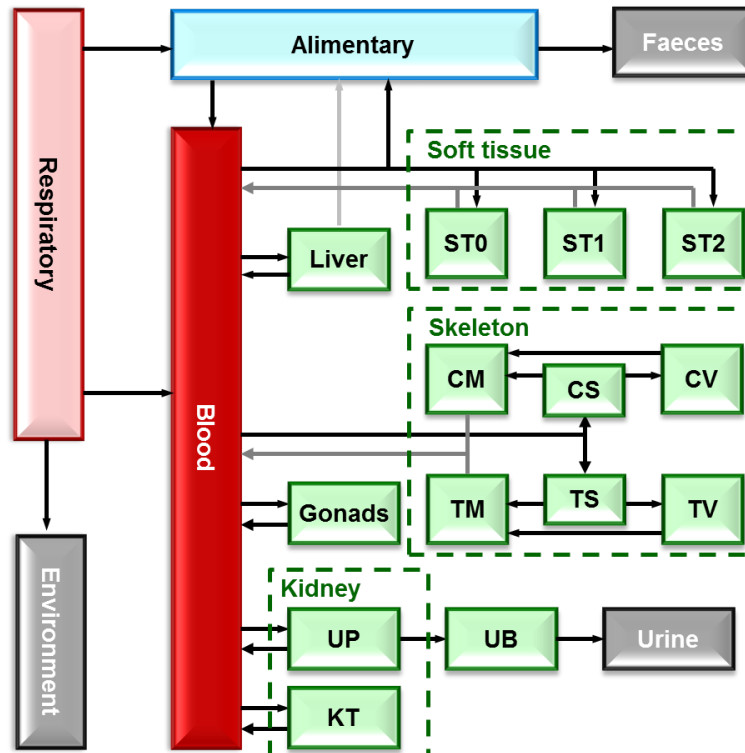 Alimentary
Faeces
Respiratory
Soft tissue
ST0
ST1
ST2
Liver
Skeleton
CM
CS
CV
Blood
TM
TS
TV
Gonads
Environment
Kidney
UP
UB
Urine
KT